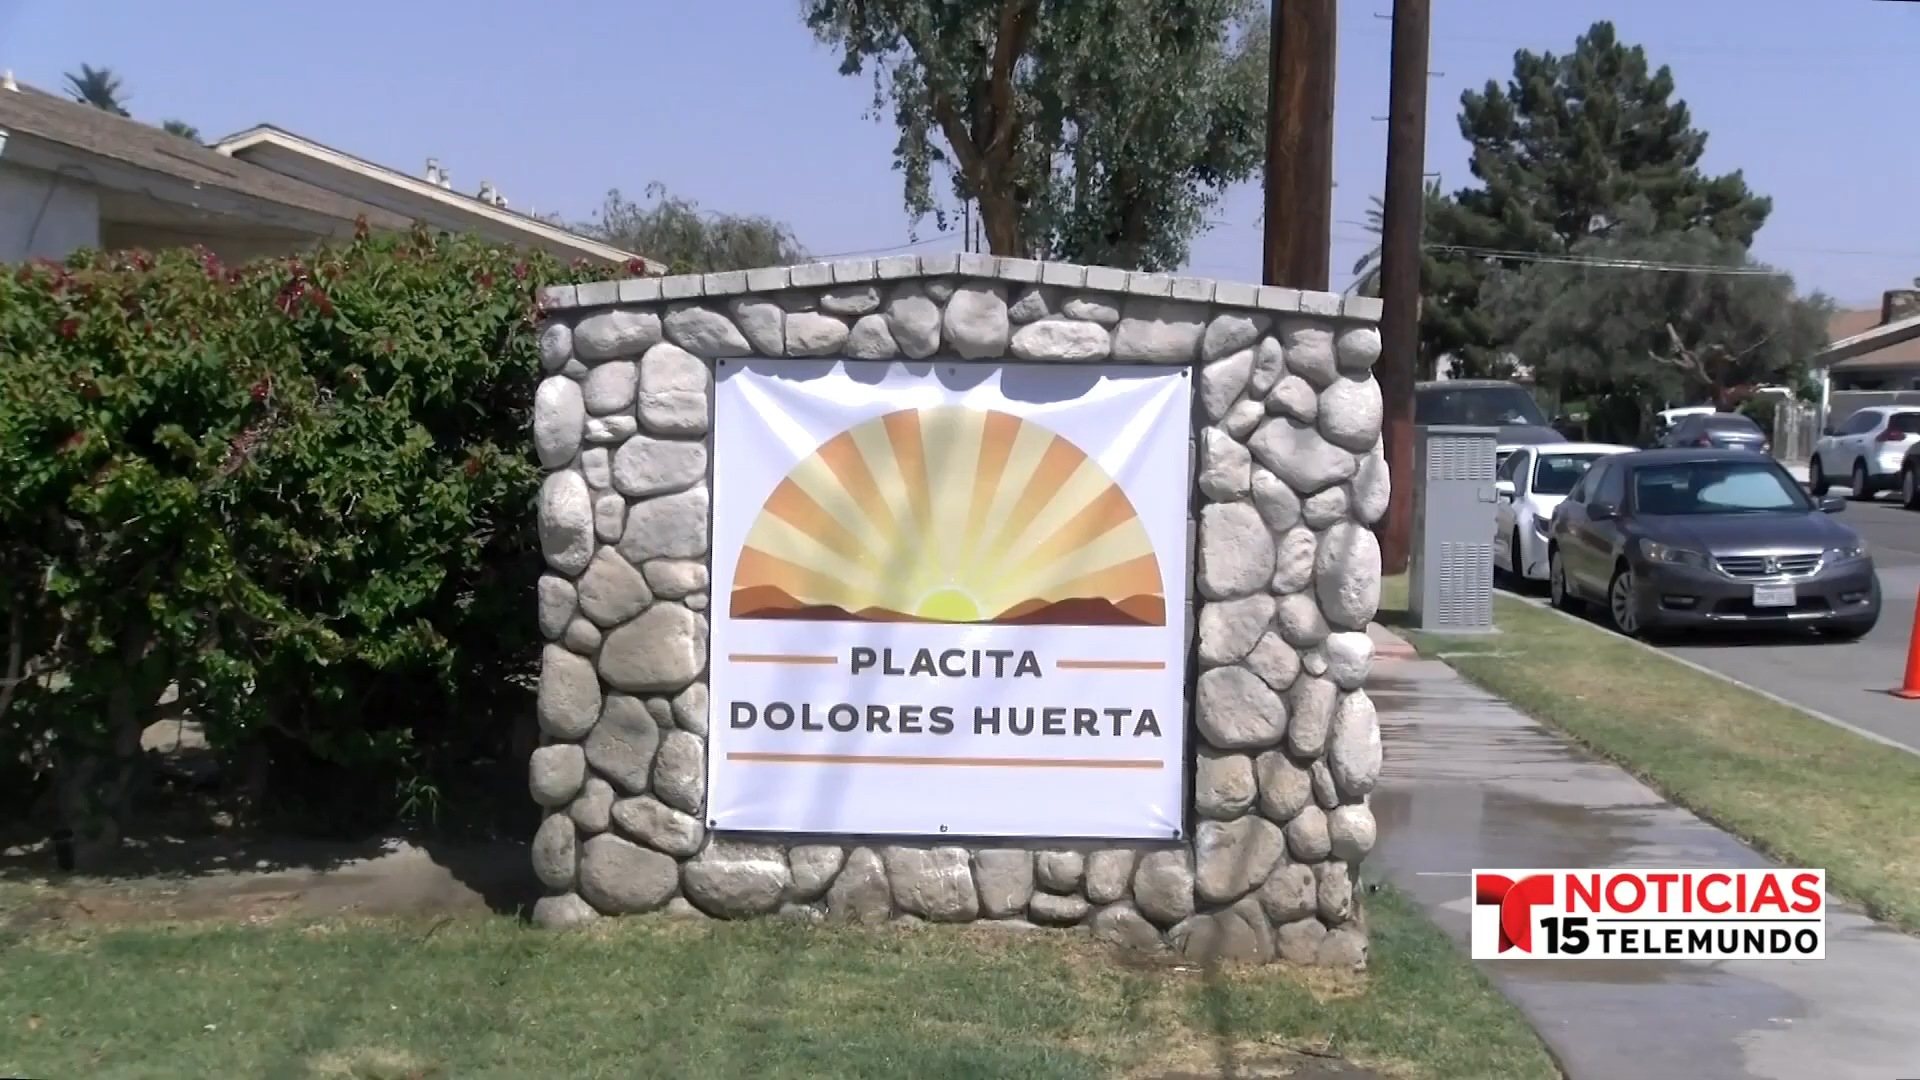 PLACITA
DOLORES HUERTA
NOTICIAS
15 TELEMUNDO